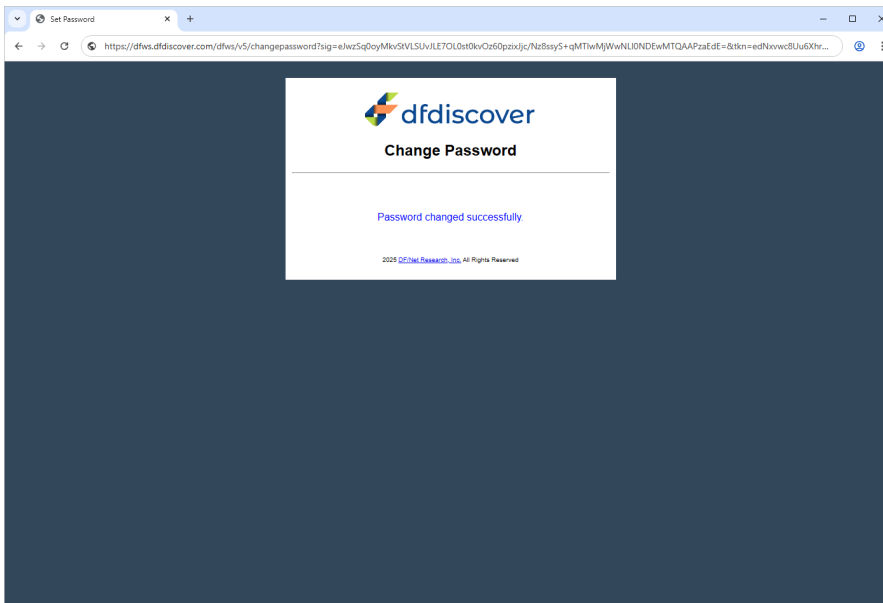 Set Password
https://dfws.dfdiscover.com/dfws/v5/changepassword?sig=eJwzSq0oyMkvStVLSUvJLE7OL0st0kvOz60pzixJjc/Nz8ssyS+qMTIwMjWwNLI0NDEwMTQAAPzaEdE=&tkn=edNxvwc8Uu6Xhr...
dfdiscover
Change Password
Password changed successfully.
2025 DF/Net Research, Inc. All Rights Reserved